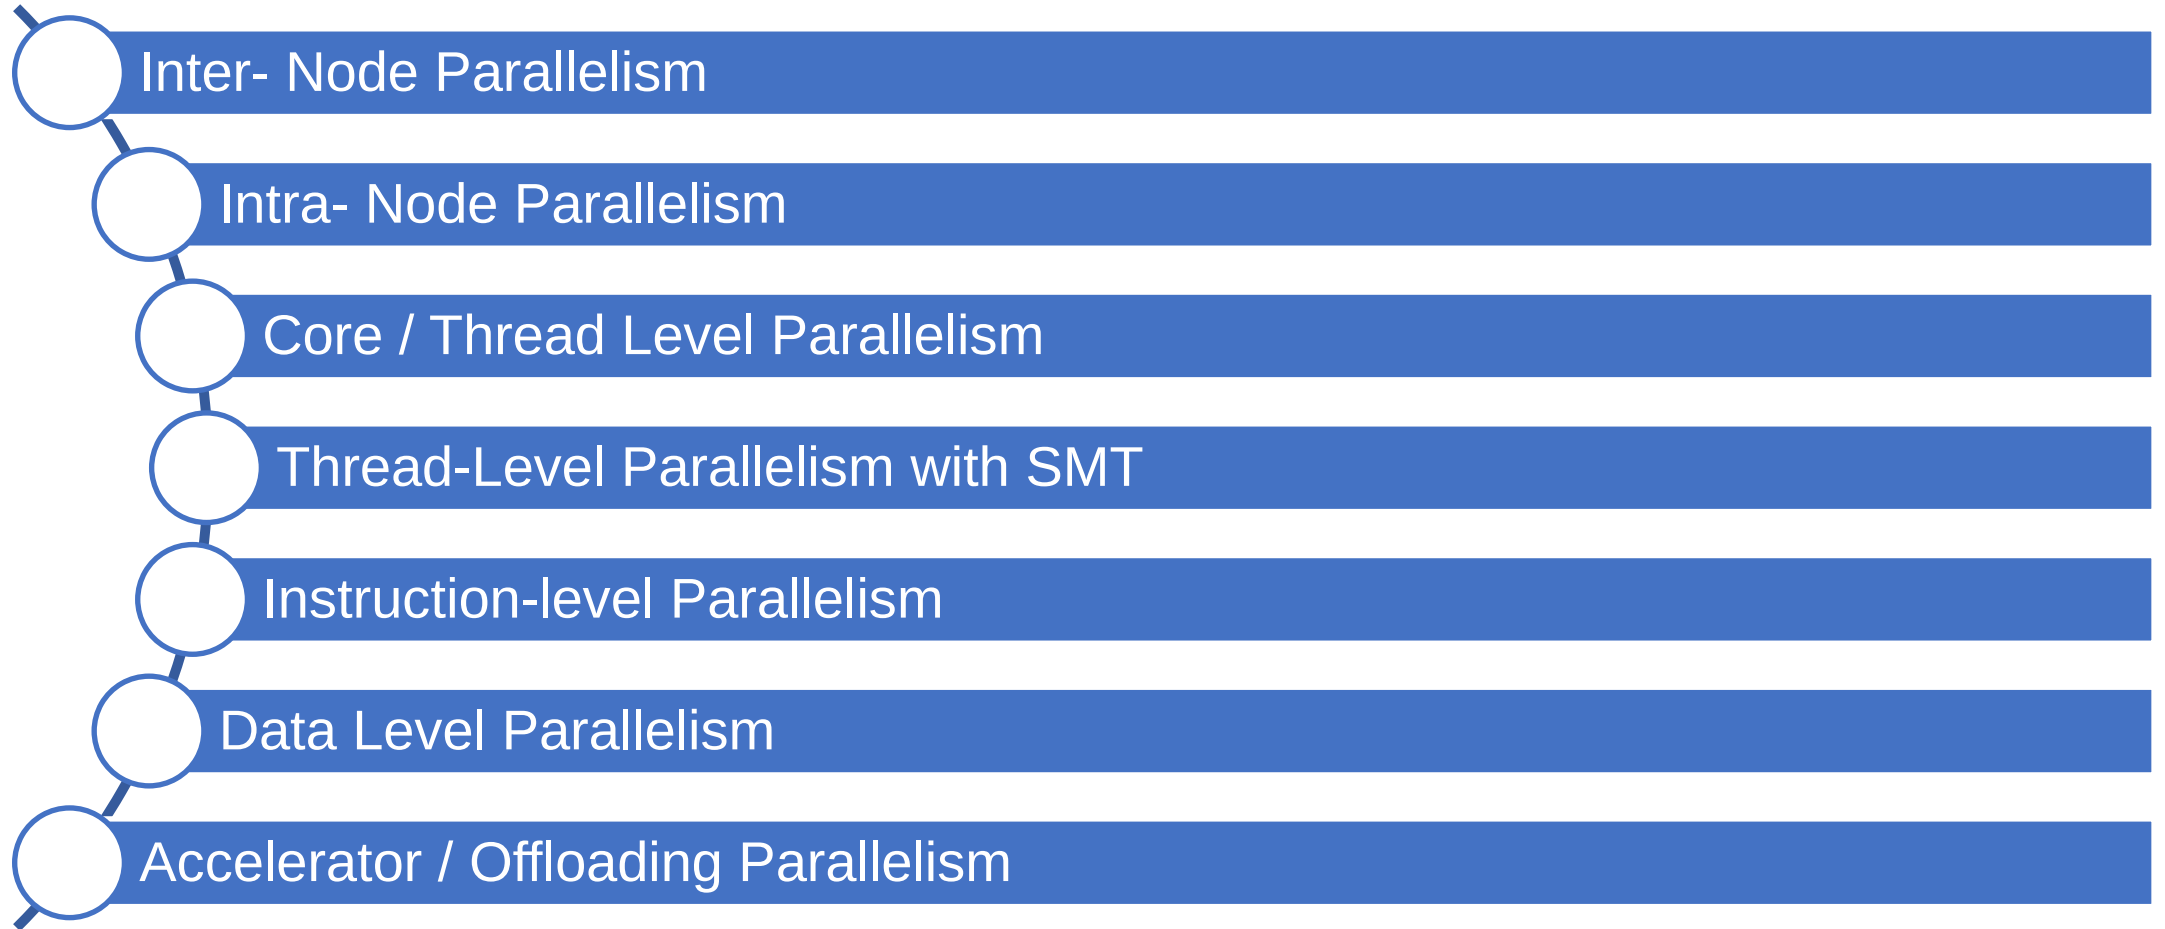 Inter- Node Parallelism
Intra- Node Parallelism
Core / Thread Level Parallelism
Thread-Level Parallelism with SMT
Instruction-level Parallelism
Data Level Parallelism
Accelerator / Offloading Parallelism